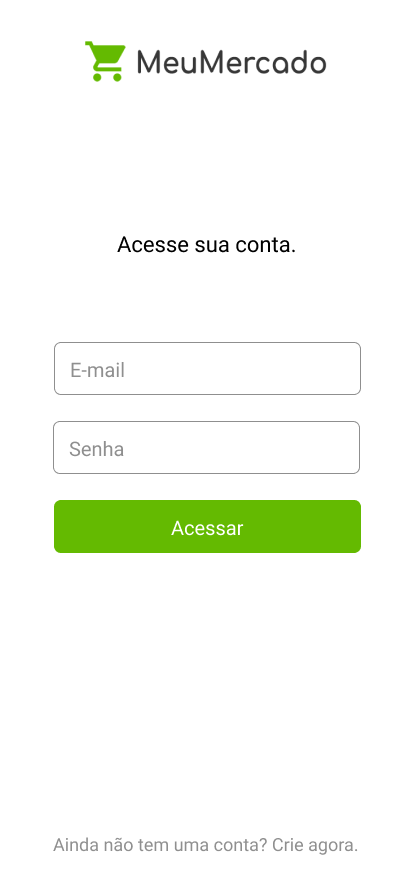 MeuMercado
Acesse sua conta.
E-mail
Senha
Acessar
Ainda não tem uma conta? Crie agora.